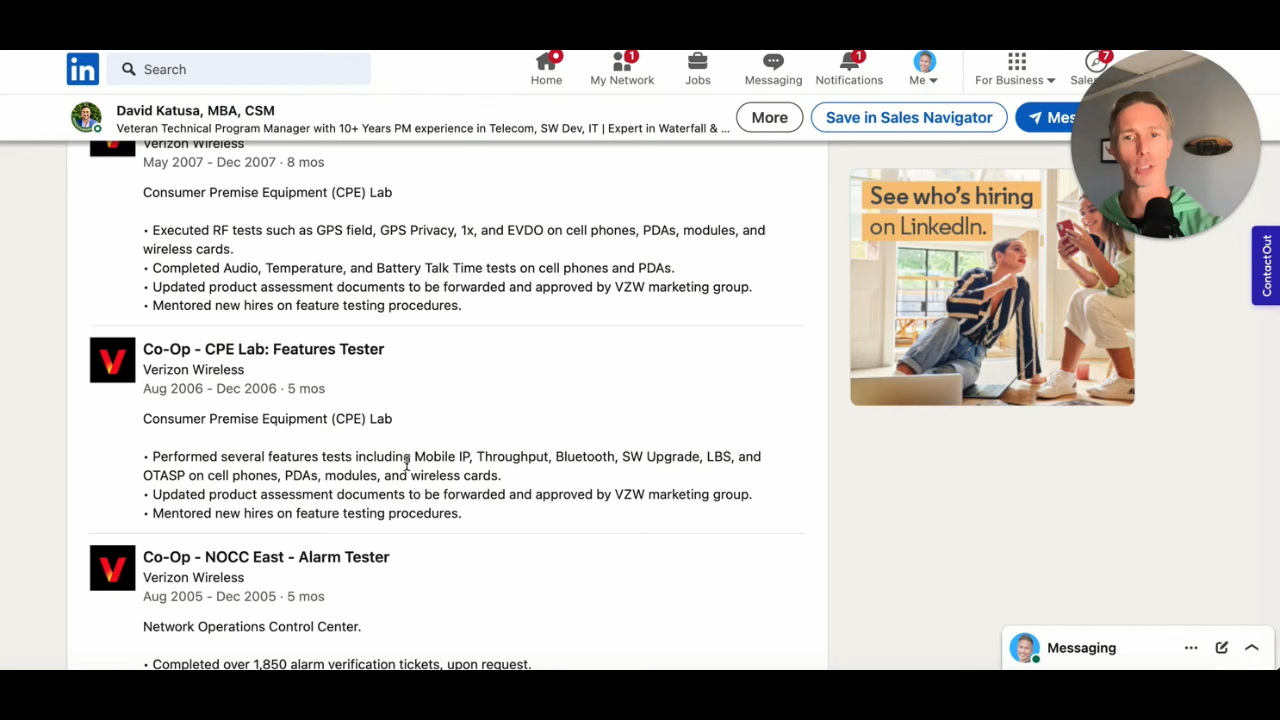 in
Search
Home
1
My Network
Jobs
Messaging
1
Notifications
Me
For Business
7
Sales
David Katusa, MBA, CSM
Veteran Technical Program Manager with 10+ Years PM experience in Telecom, SW Dev, IT | Expert in Waterfall & ...
More
Save in Sales Navigator
Mes
Verizon Wireless
May 2007 - Dec 2007 · 8 mos
Consumer Premise Equipment (CPE) Lab
• Executed RF tests such as GPS field, GPS Privacy, 1x, and EVDO on cell phones, PDAs, modules, and
wireless cards.
• Completed Audio, Temperature, and Battery Talk Time tests on cell phones and PDAs.
• Updated product assessment documents to be forwarded and approved by VZW marketing group.
• Mentored new hires on feature testing procedures.
Co-Op - CPE Lab: Features Tester
Verizon Wireless
Aug 2006 - Dec 2006 · 5 mos
Consumer Premise Equipment (CPE) Lab
• Performed several features tests including Mobile IP, Throughput, Bluetooth, SW Upgrade, LBS, and
OTASP on cell phones, PDAs, modules, and wireless cards.
• Updated product assessment documents to be forwarded and approved by VZW marketing group.
• Mentored new hires on feature testing procedures.
Co-Op - NOCC East - Alarm Tester
Verizon Wireless
Aug 2005 - Dec 2005 · 5 mos
Network Operations Control Center.
• Completed over 1,850 alarm verification tickets, upon request.
See who's hiring
on LinkedIn.
ContactOut
Messaging